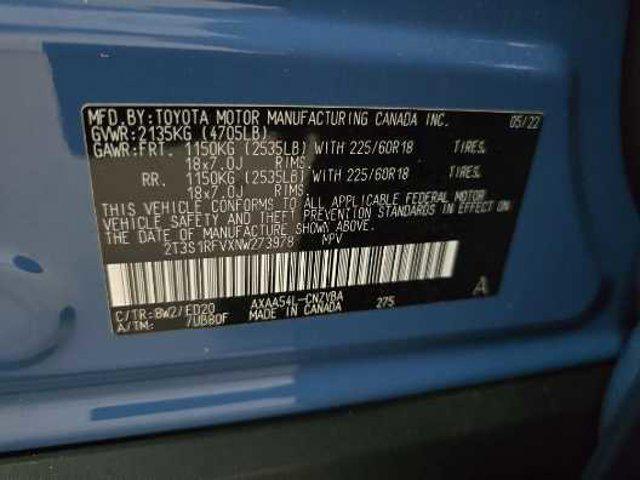 MFD. BY: TOYOTA MOTOR MANUFACTURING CANADA INC. 05/22
GVWR: 2135KG (4705LB)
GAWR: FRT. 1150KG (2535LB) WITH 225/60R18 TIRES.
18x7.0J RIMS.
RR. 1150KG (2535LB) WITH 225/60R18 TIRES.
18x7.0J RIMS.
THIS VEHICLE CONFORMS TO ALL APPLICABLE FEDERAL MOTOR
VEHICLE SAFETY AND THEFT PREVENTION STANDARDS IN EFFECT ON
THE DATE OF MANUFACTURE SHOWN ABOVE.
2T3S1RFVXNW273978 MPV
C/TR: 8W2/ED20 AXAA54L-CNZVBA 275 A
A/TM: 7UB80F MADE IN CANADA